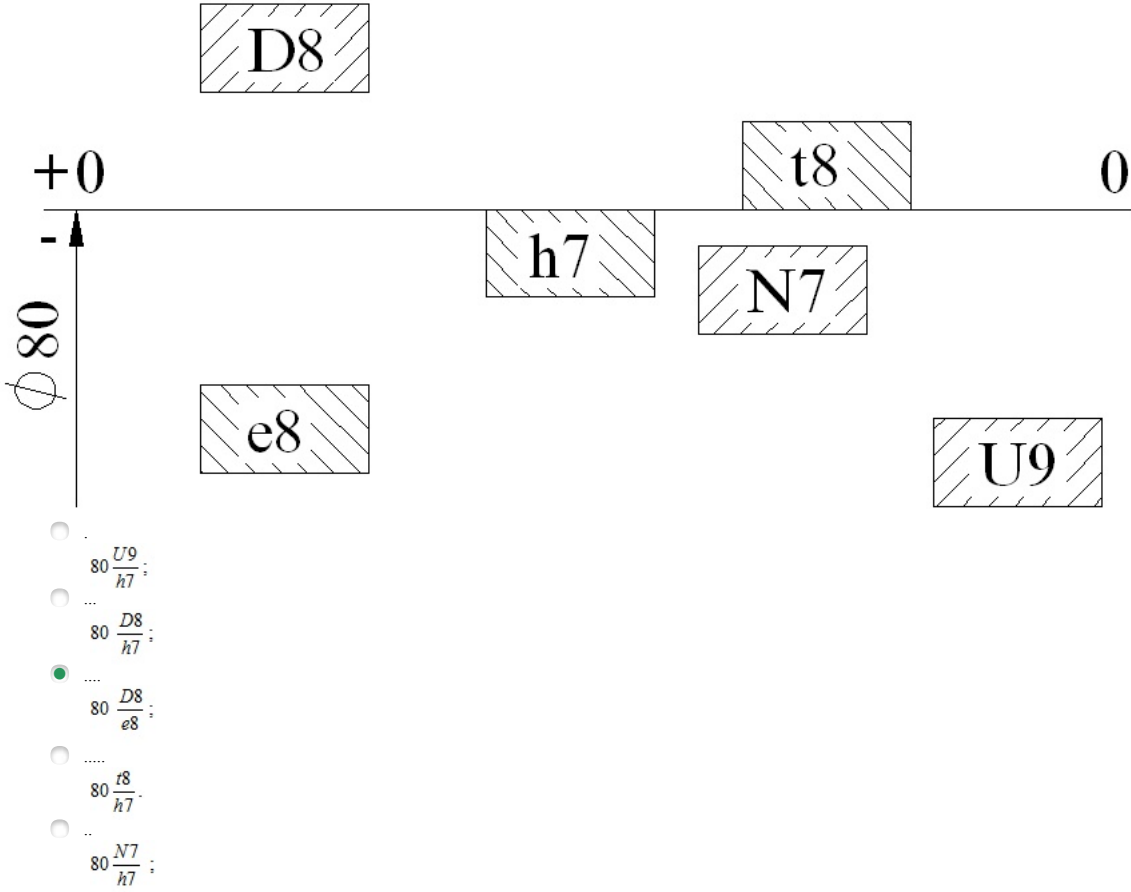 D8
+0
t8
0
-
h7
N7
ϕ 80
e8
U9
.
80 U9/h7 ;
...
80 D8/h7 ;
....
80 D8/e8 ;
.....
80 t8/h7 .
..
80 N7/h7 ;